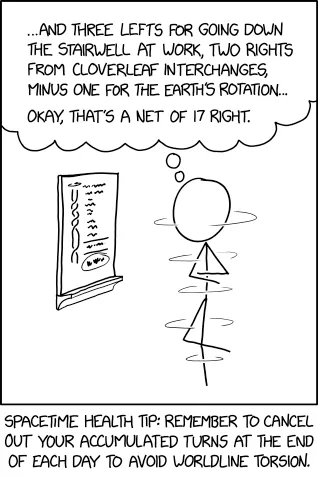 ...AND THREE LEFTS FOR GOING DOWN
THE STAIRWELL AT WORK, TWO RIGHTS
FROM CLOVERLEAF INTERCHANGES,
MINUS ONE FOR THE EARTH'S ROTATION...
OKAY, THAT'S A NET OF 17 RIGHT.
SPACETIME HEALTH TIP: REMEMBER TO CANCEL
OUT YOUR ACCUMULATED TURNS AT THE END
OF EACH DAY TO AVOID WORLDLINE TORSION.